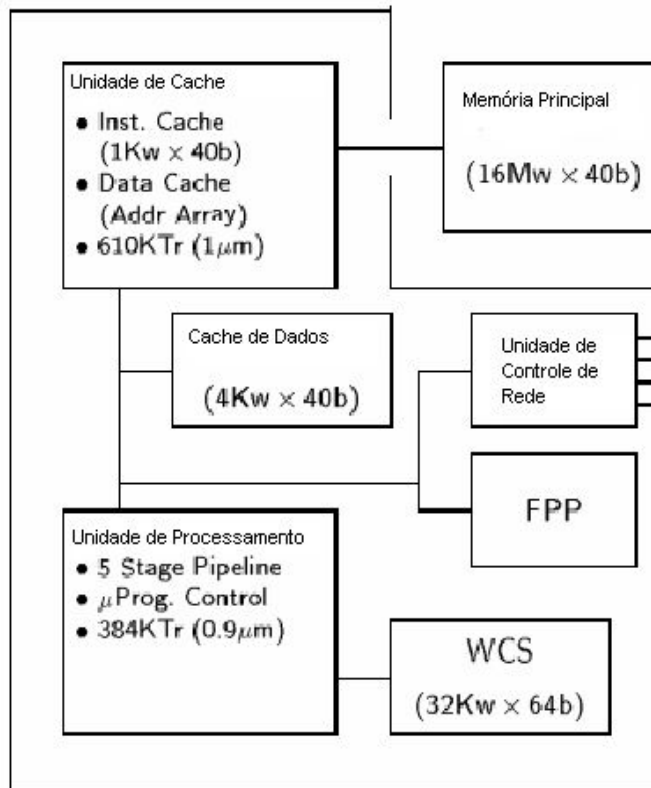 Unidade de Cache
• Inst. Cache
(1Kw × 40b)
• Data Cache
(Addr Array)
• 610KTr (1μm)
Memória Principal
(16Mw × 40b)
Cache de Dados
(4Kw × 40b)
Unidade de
Controle de
Rede
FPP
Unidade de Processamento
• 5 Stage Pipeline
• μProg. Control
• 384KTr (0.9μm)
WCS
(32Kw × 64b)